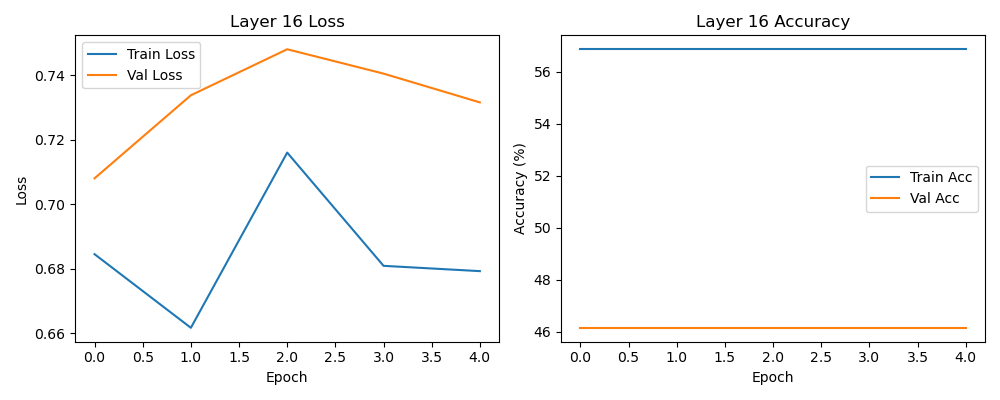 Layer 16 Loss
Train Loss
Val Loss
0.74
0.72
0.70
0.68
0.66
Loss
0.0 0.5 1.0 1.5 2.0 2.5 3.0 3.5 4.0
Epoch
Layer 16 Accuracy
56
54
52
50
48
46
Accuracy (%)
Train Acc
Val Acc
0.0 0.5 1.0 1.5 2.0 2.5 3.0 3.5 4.0
Epoch